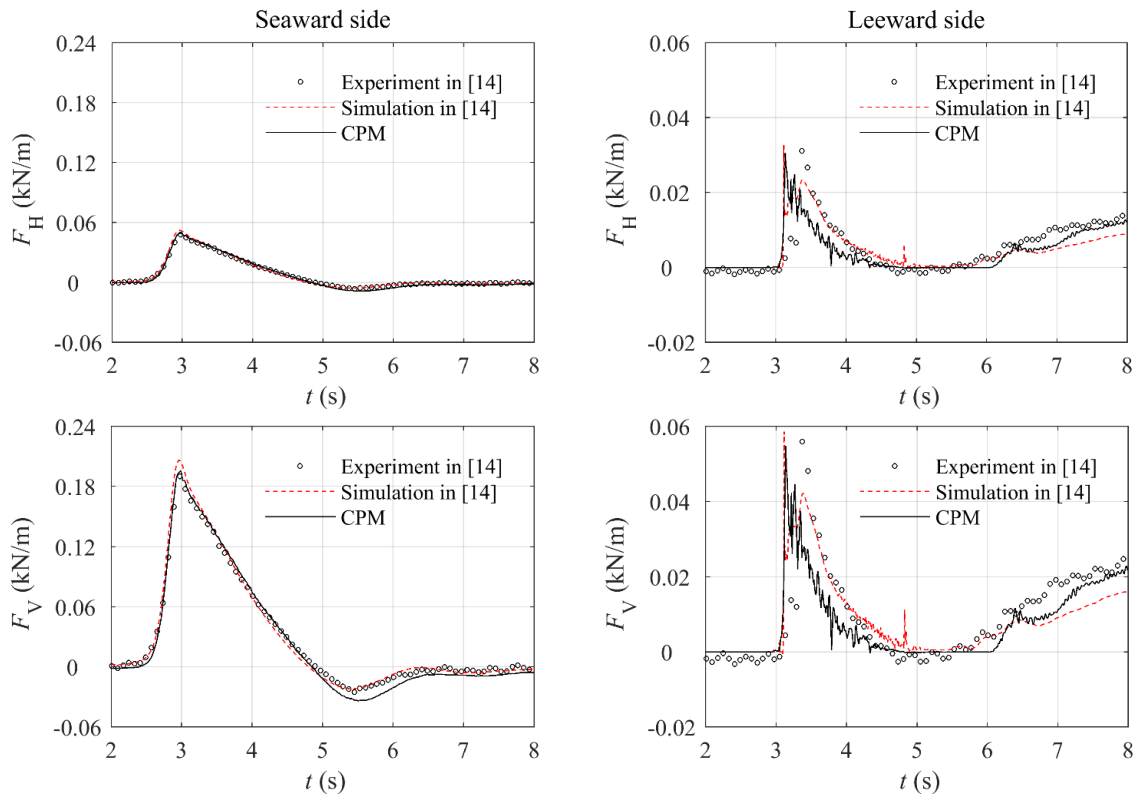 Seaward side
Leeward side
0.24
0.18
0.12
0.06
0
-0.06
F_H (kN/m)
Experiment in [14]
Simulation in [14]
CPM
2 3 4 5 6 7 8
t (s)
0.06
0.04
0.02
0
-0.02
F_H (kN/m)
Experiment in [14]
Simulation in [14]
CPM
2 3 4 5 6 7 8
t (s)
0.24
0.18
0.12
0.06
0
-0.06
F_V (kN/m)
Experiment in [14]
Simulation in [14]
CPM
2 3 4 5 6 7 8
t (s)
0.06
0.04
0.02
0
-0.02
F_V (kN/m)
Experiment in [14]
Simulation in [14]
CPM
2 3 4 5 6 7 8
t (s)